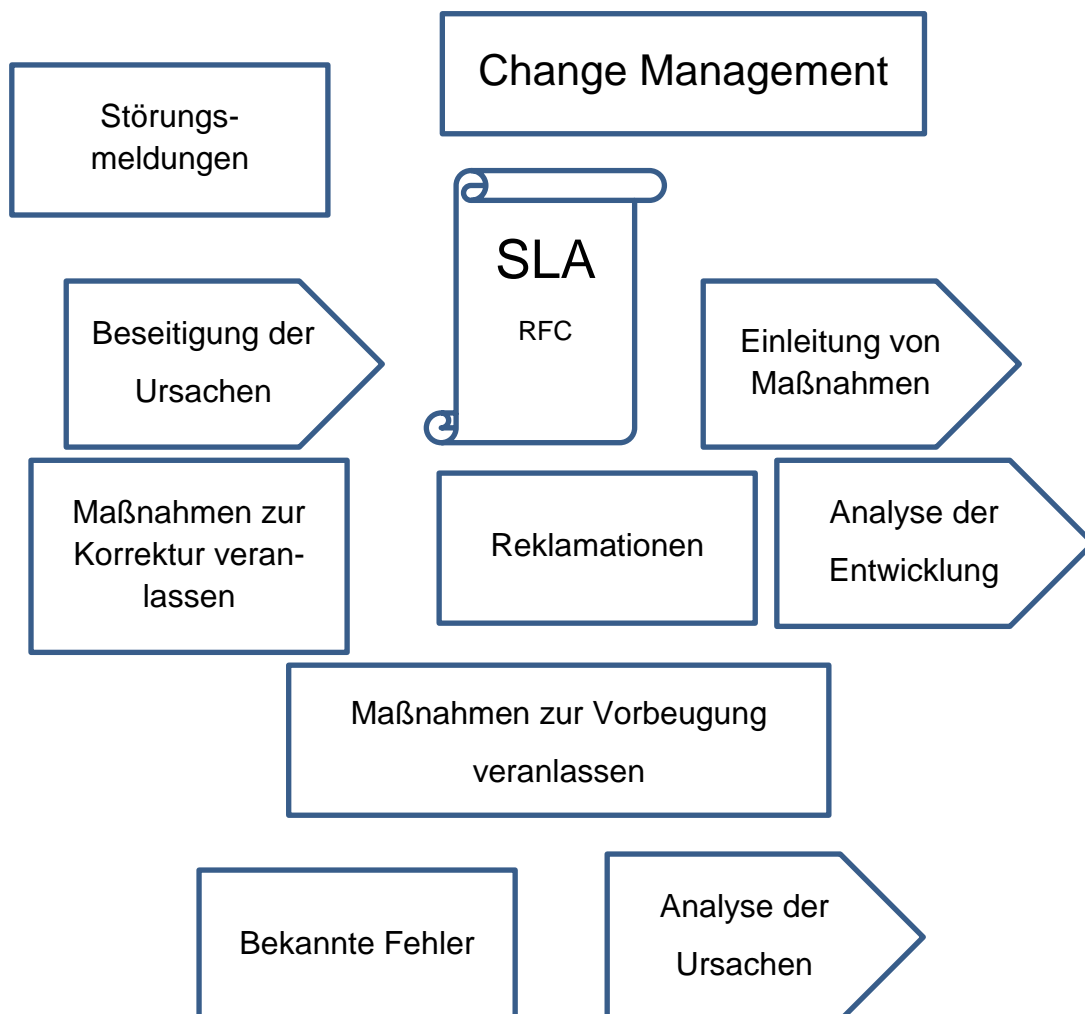 Change Management
Störungs-
meldungen
SLA
RFC
Beseitigung der
Ursachen
Einleitung von
Maßnahmen
Maßnahmen zur
Korrektur veran-
lassen
Reklamationen
Analyse der
Entwicklung
Maßnahmen zur Vorbeugung
veranlassen
Bekannte Fehler
Analyse der
Ursachen